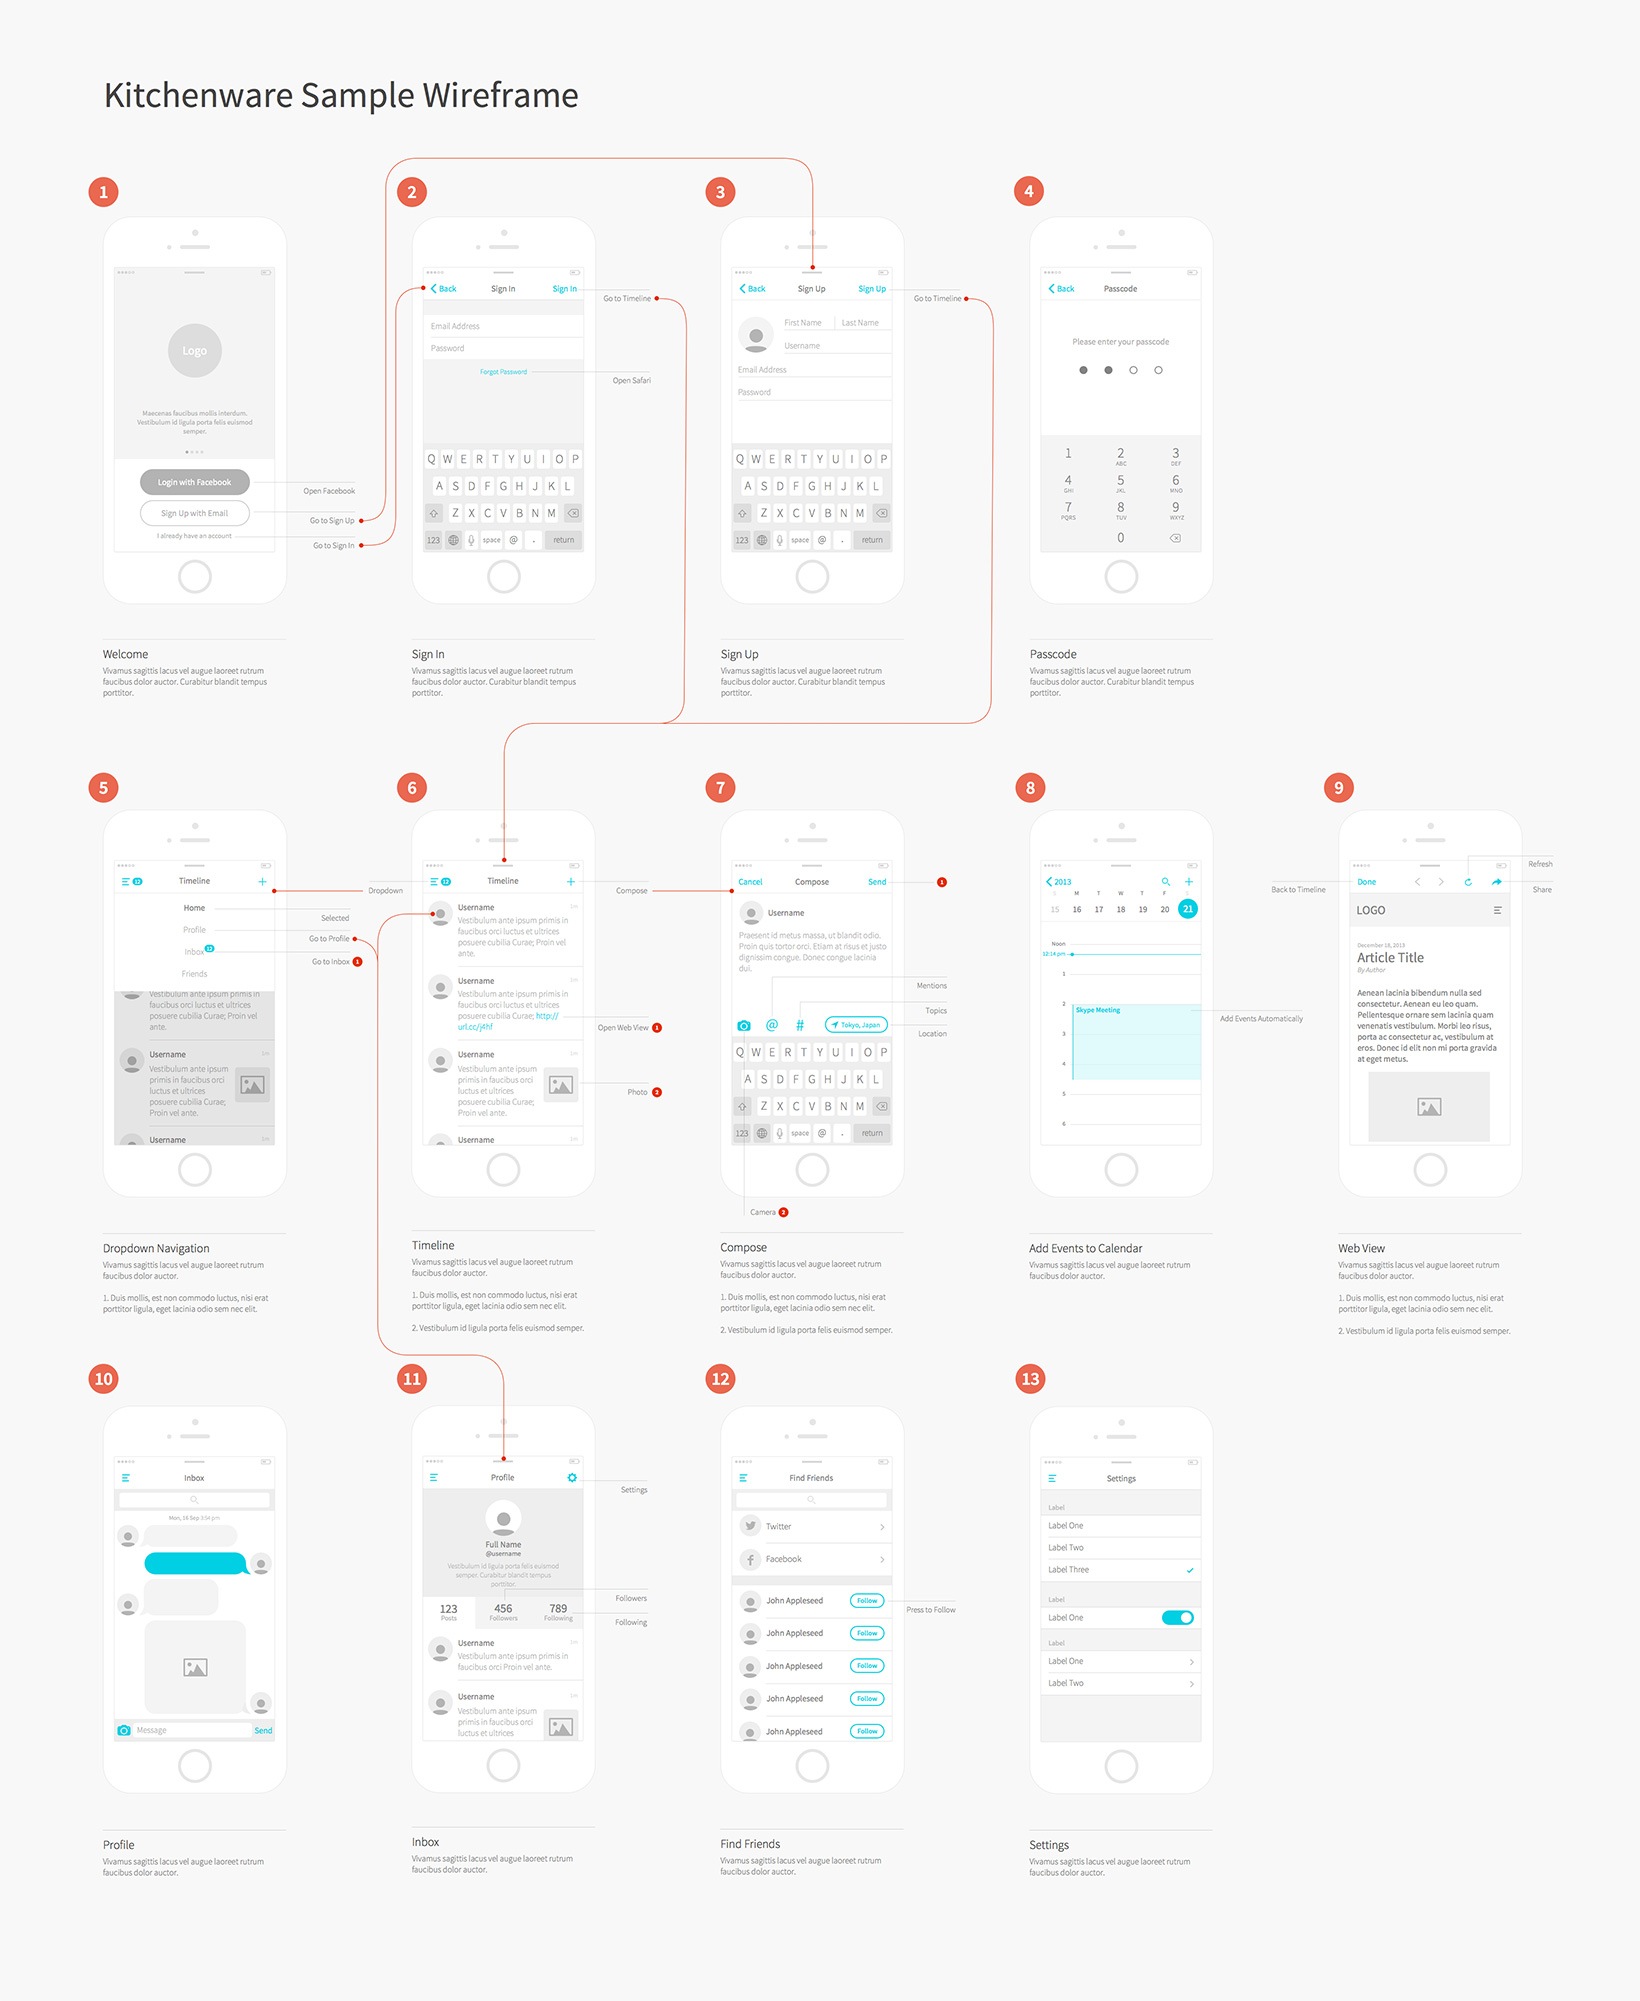 Kitchenware Sample Wireframe
1
Logo
Maecenas faucibus mollis interdum.
Vestibulum id ligula porta felis euismod
semper.
Login with Facebook
Open Facebook
Sign Up with Email
Go to Sign Up
I already have an account
Go to Sign In
Welcome
Vivamus sagittis lacus vel augue laoreet rutrum
faucibus dolor auctor. Curabitur blandit tempus
porttitor.
2
Back Sign In Sign In
Go to Timeline
Email Address
Password
Forgot Password
Open Safari
Q W E R T Y U I O P
A S D F G H J K L
Z X C V B N M
123 space @ . return
Sign In
Vivamus sagittis lacus vel augue laoreet rutrum
faucibus dolor auctor. Curabitur blandit tempus
porttitor.
3
Back Sign Up Sign Up
Go to Timeline
First Name Last Name
Username
Email Address
Password
Q W E R T Y U I O P
A S D F G H J K L
Z X C V B N M
123 space @ . return
Sign Up
Vivamus sagittis lacus vel augue laoreet rutrum
faucibus dolor auctor. Curabitur blandit tempus
porttitor.
4
Back Passcode
Please enter your passcode
1 2 3
ABC DEF
4 5 6
GHI JKL MNO
7 8 9
PQRS TUV WXYZ
0
Passcode
Vivamus sagittis lacus vel augue laoreet rutrum
faucibus dolor auctor. Curabitur blandit tempus
porttitor.
5
12 Timeline +
Dropdown
Home
Selected
Profile
Go to Profile
Inbox 12
Go to Inbox 1
Friends
Vestibulum ante ipsum primis in
faucibus orci luctus et ultrices
posuere cubilia Curae; Proin vel
ante.
Username 1m
Vestibulum ante ipsum
primis in faucibus orci
luctus et ultrices
posuere cubilia Curae;
Proin vel ante.
Username 1m
Dropdown Navigation
Vivamus sagittis lacus vel augue laoreet rutrum
faucibus dolor auctor.
1. Duis mollis, est non commodo luctus, nisi erat
porttitor ligula, eget lacinia odio sem nec elit.
6
12 Timeline +
Compose
Username 1m
Vestibulum ante ipsum primis in
faucibus orci luctus et ultrices
posuere cubilia Curae; Proin vel
ante.
Username 1m
Vestibulum ante ipsum primis in
faucibus orci luctus et ultrices
posuere cubilia Curae; http://
url.cc/j4hf
Open Web View 1
Username 1m
Vestibulum ante ipsum
primis in faucibus orci
luctus et ultrices
posuere cubilia Curae;
Proin vel ante.
Photo 2
Username 1m
Timeline
Vivamus sagittis lacus vel augue laoreet rutrum
faucibus dolor auctor.
1. Duis mollis, est non commodo luctus, nisi erat
porttitor ligula, eget lacinia odio sem nec elit.
2. Vestibulum id ligula porta felis euismod semper.
7
Cancel Compose Send
1
Username
Praesent id metus massa, ut blandit odio.
Proin quis tortor orci. Etiam at risus et justo
dignissim congue. Donec congue lacinia
dui.
Mentions
Topics
@ # Tokyo, Japan
Location
Q W E R T Y U I O P
A S D F G H J K L
Z X C V B N M
123 space @ . return
Camera 2
Compose
Vivamus sagittis lacus vel augue laoreet rutrum
faucibus dolor auctor.
1. Duis mollis, est non commodo luctus, nisi erat
porttitor ligula, eget lacinia odio sem nec elit.
2. Vestibulum id ligula porta felis euismod semper.
8
2013 +
S M T W T F S
15 16 17 18 19 20 21
Noon
12:14 pm
1
2
Skype Meeting
Add Events Automatically
3
4
5
6
Add Events to Calendar
Vivamus sagittis lacus vel augue laoreet rutrum
faucibus dolor auctor.
9
Refresh
Done
Back to Timeline
Share
LOGO
December 18, 2013
Article Title
By Author
Aenean lacinia bibendum nulla sed
consectetur. Aenean eu leo quam.
Pellentesque ornare sem lacinia quam
venenatis vestibulum. Morbi leo risus,
porta ac consectetur ac, vestibulum at
eros. Donec id elit non mi porta gravida
at eget metus.
Web View
Vivamus sagittis lacus vel augue laoreet rutrum
faucibus dolor auctor.
1. Duis mollis, est non commodo luctus, nisi erat
porttitor ligula, eget lacinia odio sem nec elit.
2. Vestibulum id ligula porta felis euismod semper.
10
Inbox
Mon, 16 Sep 3:54 pm
Message Send
Profile
Vivamus sagittis lacus vel augue laoreet rutrum
faucibus dolor auctor.
11
Profile
Settings
Full Name
@username
Vestibulum id ligula porta felis euismod
semper. Curabitur blandit tempus
porttitor.
Followers
123 456 789
Posts Followers Following
Following
Username 1m
Vestibulum ante ipsum primis in
faucibus orci Proin vel ante.
Username 1m
Vestibulum ante ipsum
primis in faucibus orci
luctus et ultrices
Inbox
Vivamus sagittis lacus vel augue laoreet rutrum
faucibus dolor auctor.
12
Find Friends
Twitter
Facebook
John Appleseed Follow
Press to Follow
John Appleseed Follow
John Appleseed Follow
John Appleseed Follow
John Appleseed Follow
Find Friends
Vivamus sagittis lacus vel augue laoreet rutrum
faucibus dolor auctor.
13
Settings
Label
Label One
Label Two
Label Three
Label
Label One
Label
Label One
Label Two
Settings
Vivamus sagittis lacus vel augue laoreet rutrum
faucibus dolor auctor.